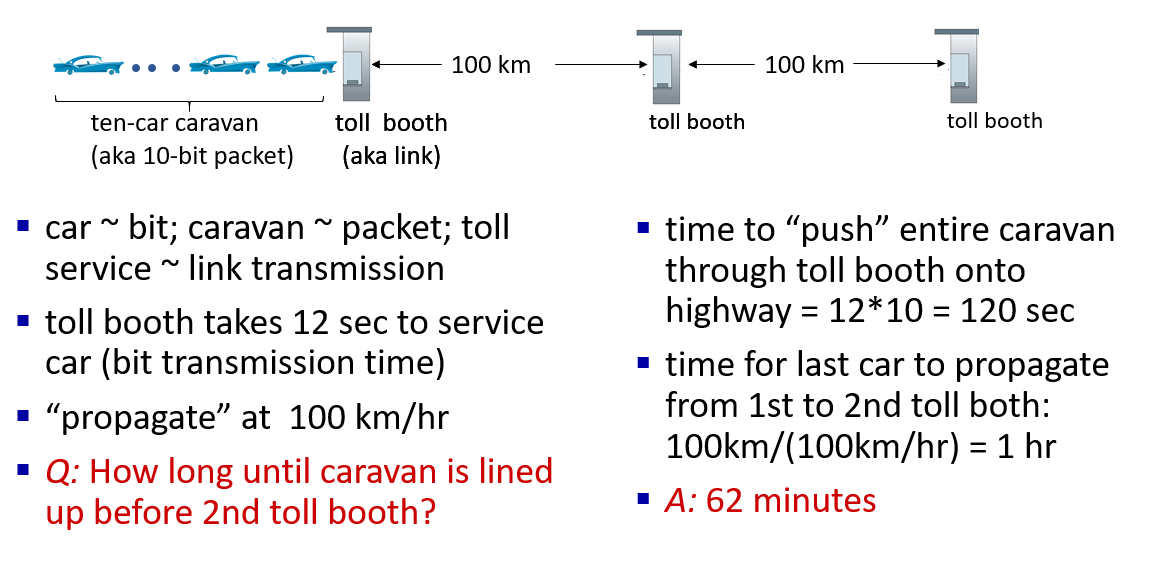 100 km
100 km
ten-car caravan
(aka 10-bit packet)
toll booth
(aka link)
toll booth
toll booth
▪ car ~ bit; caravan ~ packet; toll
service ~ link transmission
▪ toll booth takes 12 sec to service
car (bit transmission time)
▪ “propagate” at 100 km/hr
▪ Q: How long until caravan is lined
up before 2nd toll booth?
▪ time to “push” entire caravan
through toll booth onto
highway = 12*10 = 120 sec
▪ time for last car to propagate
from 1st to 2nd toll both:
100km/(100km/hr) = 1 hr
▪ A: 62 minutes